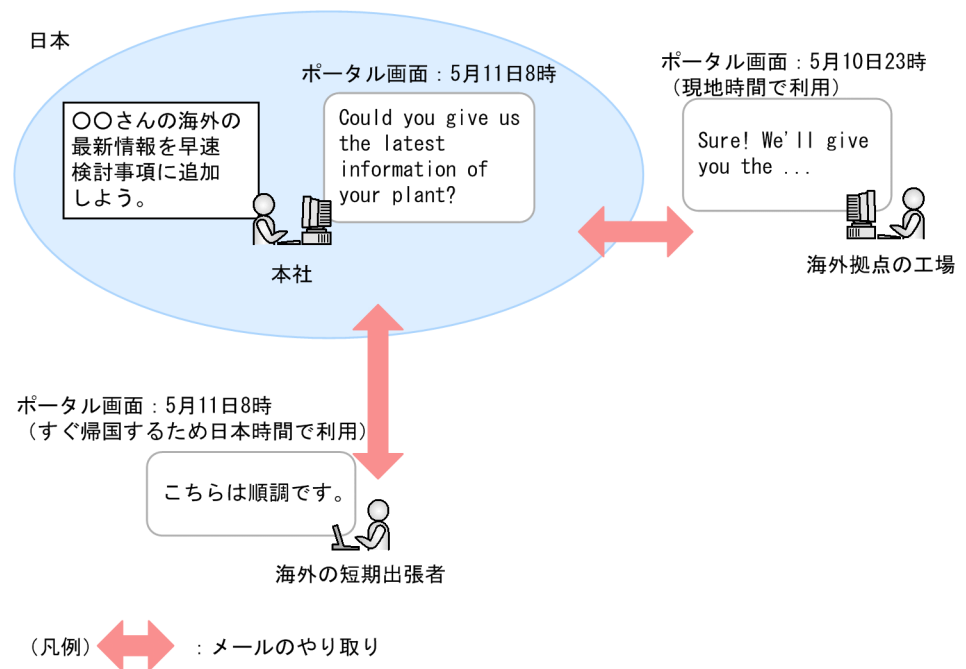 日本
ポータル画面：5月11日8時
〇〇さんの海外の
最新情報を早速
検討事項に追加
しよう。
Could you give us
the latest
information of
your plant?
本社
ポータル画面：5月10日23時
（現地時間で利用）
Sure! We'll give
you the ...
海外拠点の工場
ポータル画面：5月11日8時
（すぐ帰国するため日本時間で利用）
こちらは順調です。
海外の短期出張者
（凡例）　：メールのやり取り